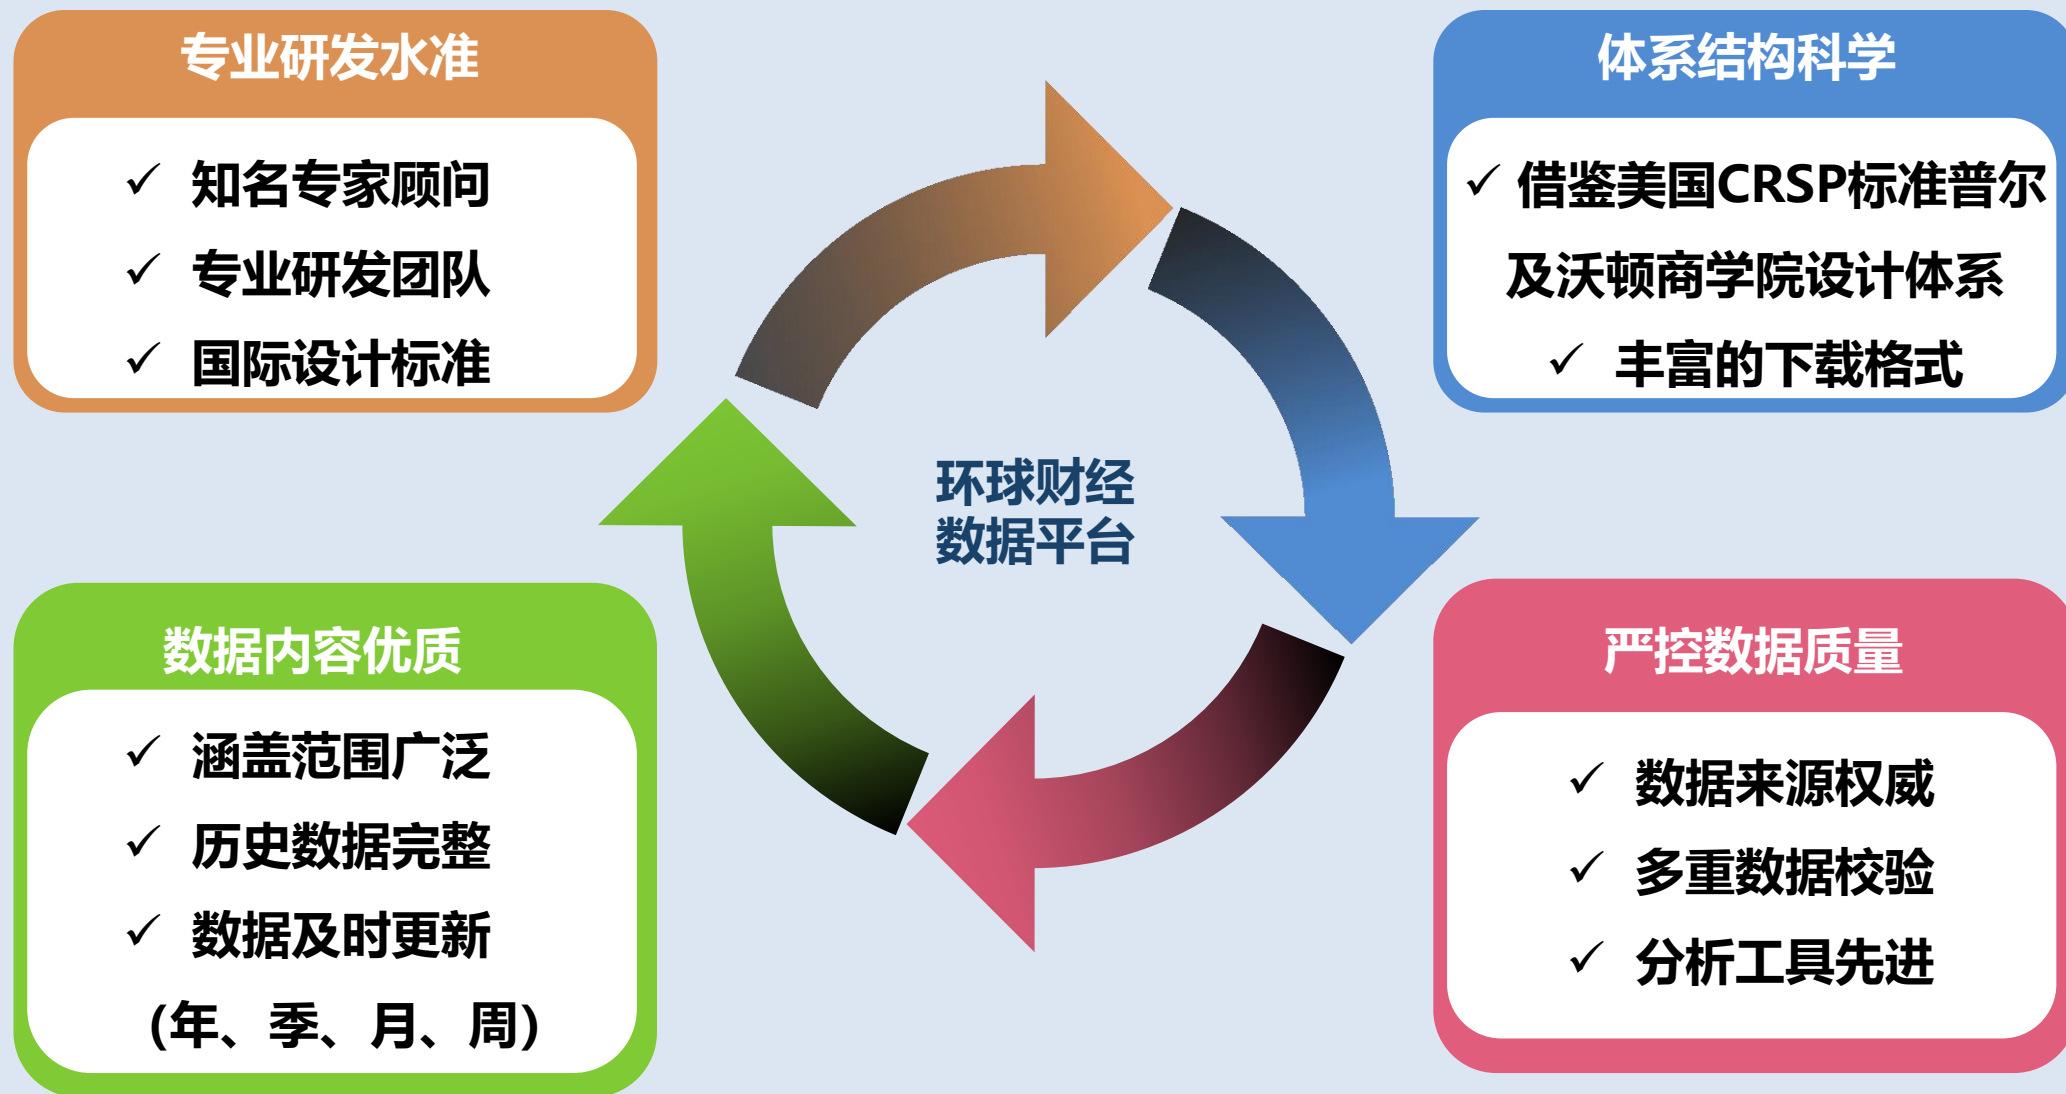 专业研发水准
✓ 知名专家顾问
✓ 专业研发团队
✓ 国际设计标准
体系结构科学
✓ 借鉴美国CRSP标准普尔
及沃顿商学院设计体系
✓ 丰富的下载格式
环球财经
数据平台
数据内容优质
✓ 涵盖范围广泛
✓ 历史数据完整
✓ 数据及时更新
（年、季、月、周）
严控数据质量
✓ 数据来源权威
✓ 多重数据校验
✓ 分析工具先进